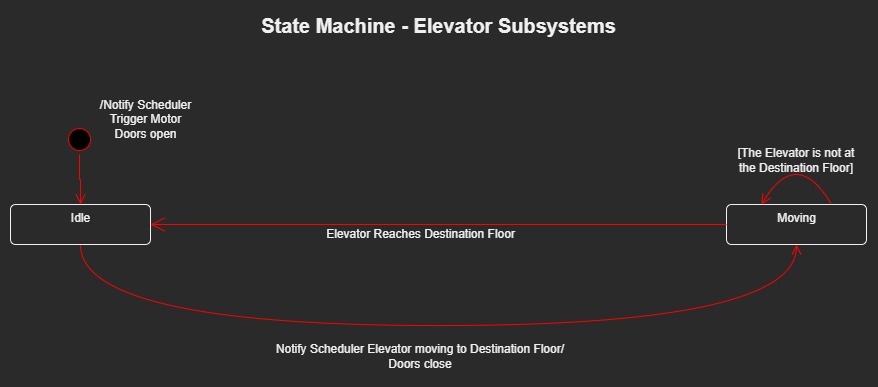 State Machine - Elevator Subsystems
/Notify Scheduler
Trigger Motor
Doors open
[The Elevator is not at
the Destination Floor]
Idle
Moving
Elevator Reaches Destination Floor
Notify Scheduler Elevator moving to Destination Floor/
Doors close